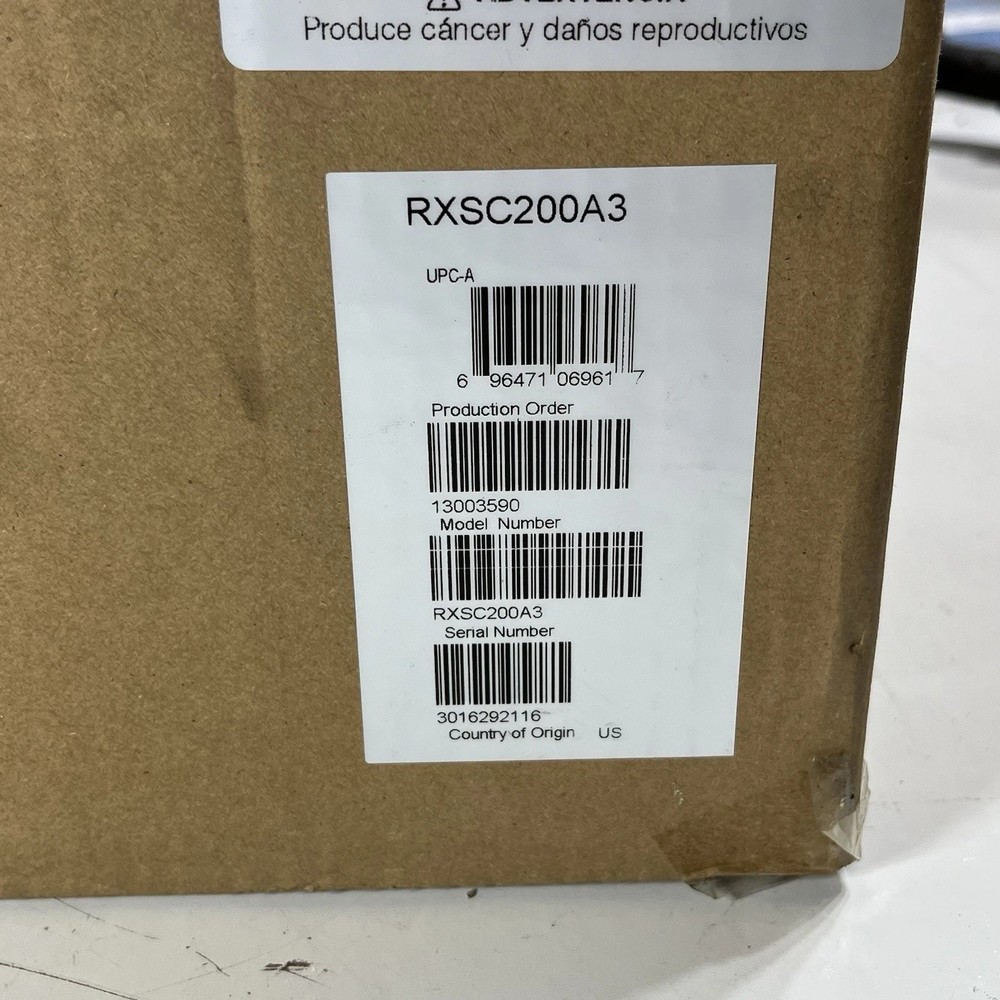 ADVERTENCIA
Produce cáncer y daños reproductivos
RXSC200A3
UPC-A
6 96471 06961 7
Production Order
13003590
Model Number
RXSC200A3
Serial Number
3016292116
Country of Origin US